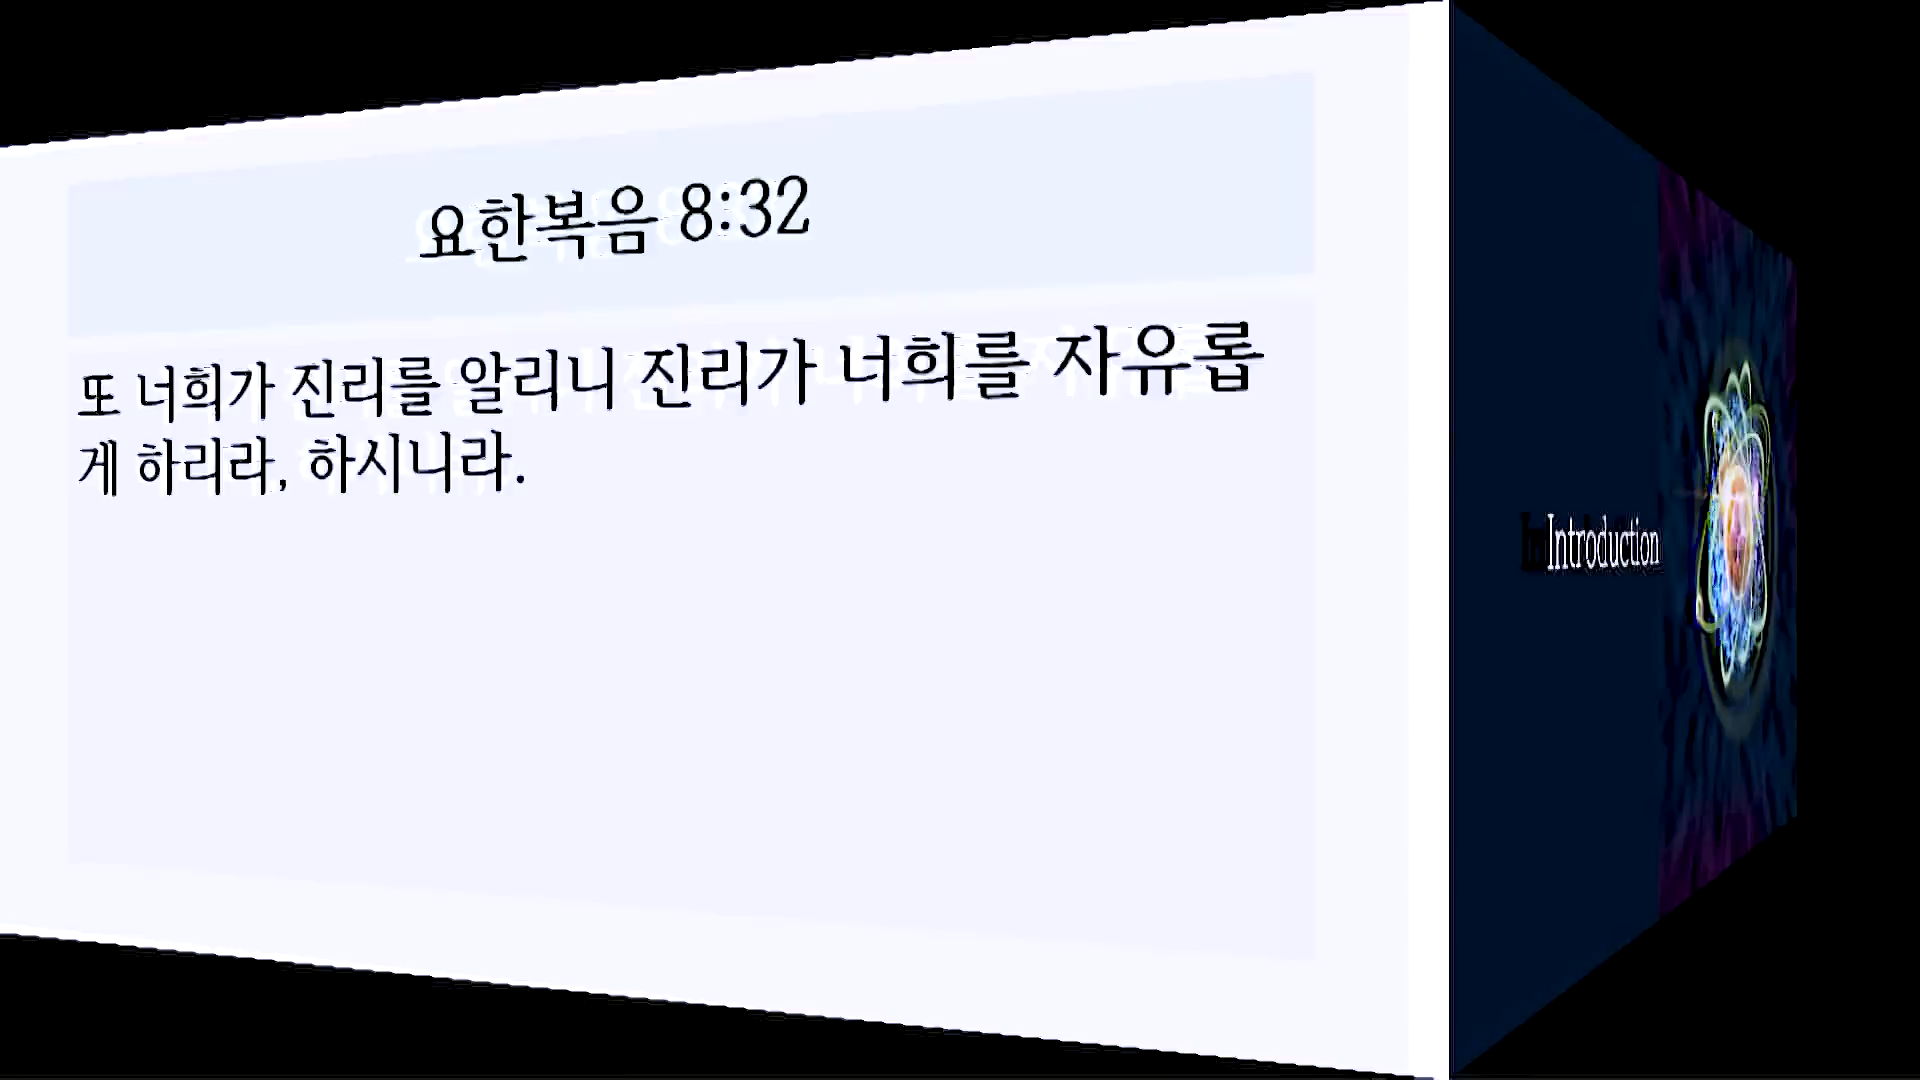 요한복음 8:32
또 너희가 진리를 알리니 진리가 너희를 자유롭
게 하리라, 하시니라.
Introduction